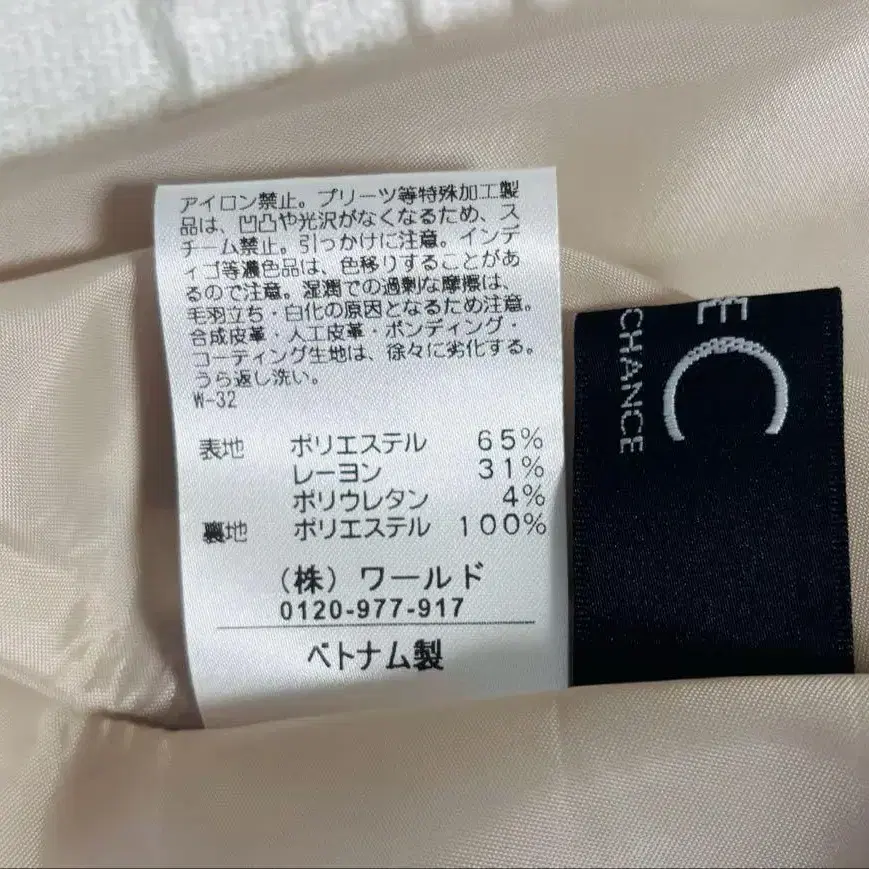 アイロン禁止。プリーツ等特殊加工製
品は、凹凸や光沢がなくなるため、ス
チーム禁止。引っかけに注意。インデ
ィゴ等濃色品は、色移りすることがあ
るので注意。湿潤での過剰な摩擦は、
毛羽立ち・白化の原因となるため注意。
合成皮革・人工皮革・ボンディング・
コーティング生地は、徐々に劣化する。
うら返し洗い。
W-32
表地 ポリエステル 65%
レーヨン 31%
ポリウレタン 4%
裏地 ポリエステル 100%
(株) ワールド
0120-977-917
ベトナム製
E
C
CHANCE